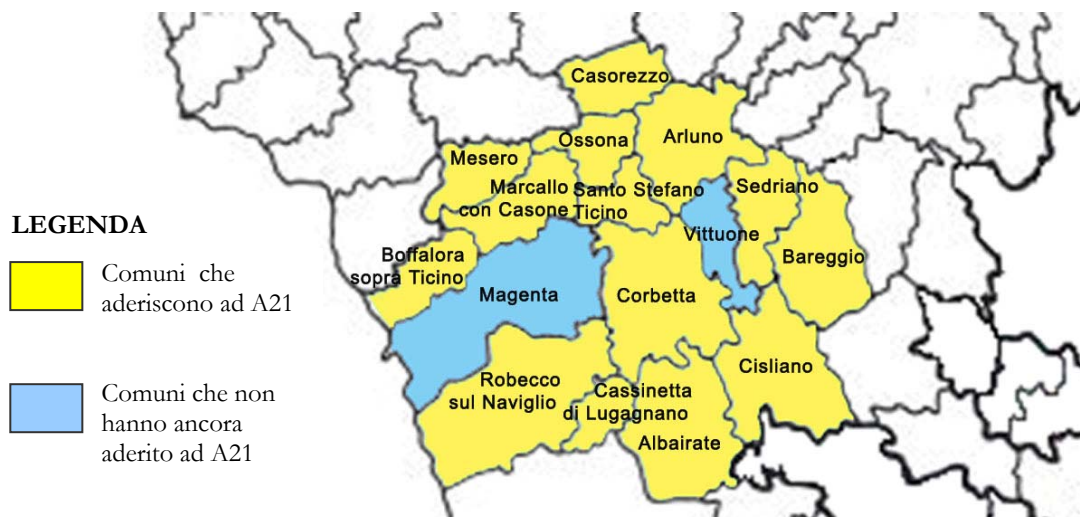 LEGENDA
Comuni che
aderiscono ad A21
Comuni che non
hanno ancora
aderito ad A21
Casorezzo
Ossona
Arluno
Mesero
Marcallo
con Casone
Santo Stefano
Ticino
Sedriano
Vittuone
Bareggio
Boffalora
sopra Ticino
Magenta
Corbetta
Cisliano
Robecco
sul Naviglio
Cassinetta
di Lugagnano
Albairate